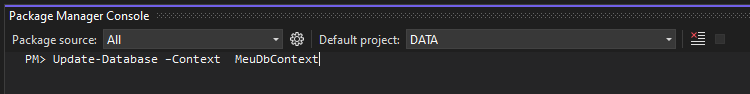 Package Manager Console
Package source: All Default project: DATA
PM> Update-Database -Context  MeuDbContext